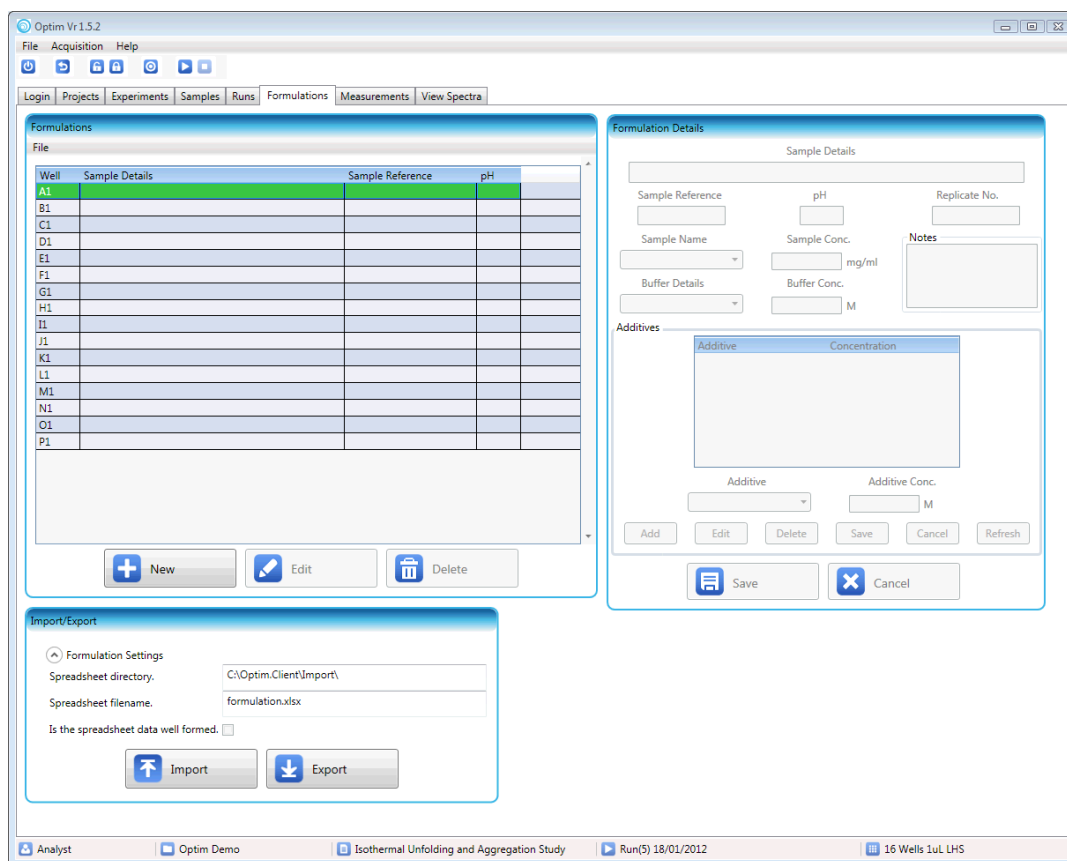 Optim Vr 1.5.2
File Acquisition Help
Login Projects Experiments Samples Runs Formulations Measurements View Spectra
Formulations
File
Well Sample Details Sample Reference pH
A1
B1
C1
D1
E1
F1
G1
H1
I1
J1
K1
L1
M1
N1
O1
P1
New Edit Delete
Formulation Details
Sample Details
Sample Reference pH Replicate No.
Sample Name Sample Conc. Notes
mg/ml
Buffer Details Buffer Conc.
M
Additives
Additive Concentration
Additive Additive Conc.
M
Add Edit Delete Save Cancel Refresh
Save Cancel
Import/Export
Formulation Settings
Spreadsheet directory. C:\Optim.Client\Import\
Spreadsheet filename. formulation.xlsx
Is the spreadsheet data well formed.
Import Export
Analyst Optim Demo Isothermal Unfolding and Aggregation Study Run(5) 18/01/2012 16 Wells 1uL LHS